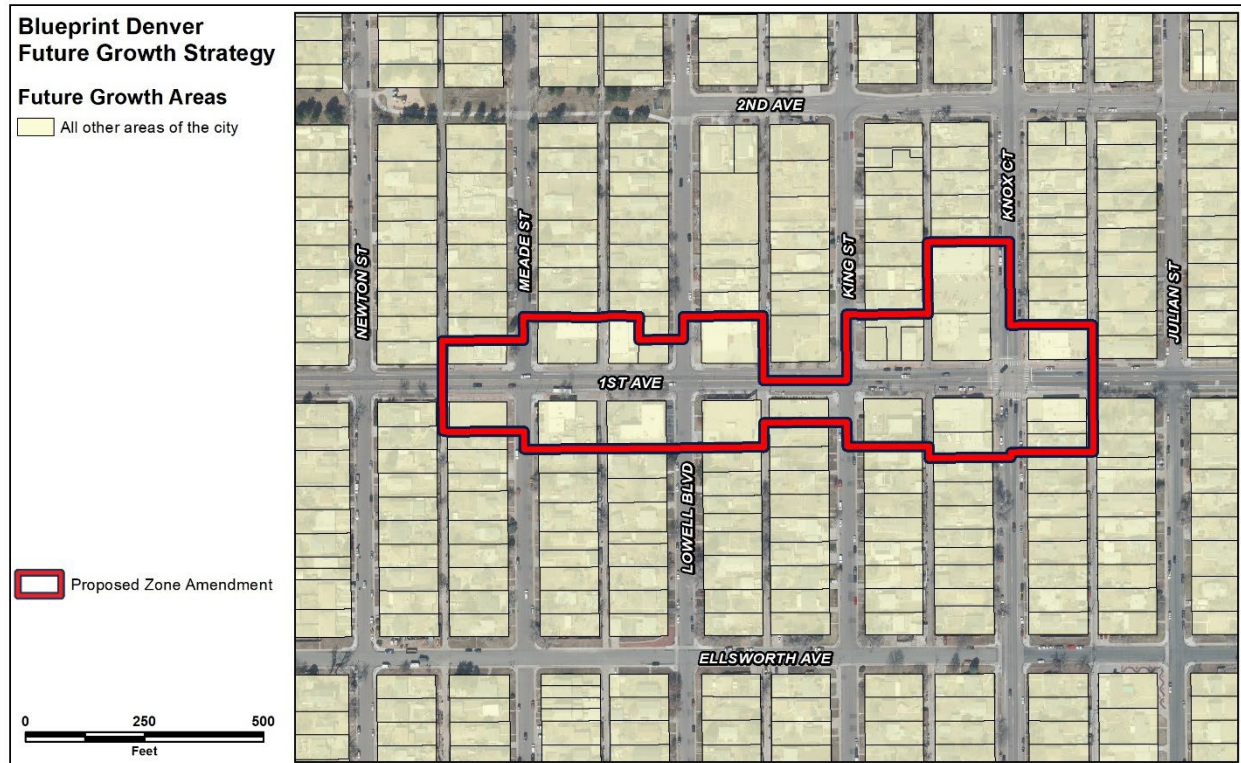 Blueprint Denver
Future Growth Strategy
Future Growth Areas
All other areas of the city
Proposed Zone Amendment
0 250 500
Feet
2ND AVE
NEWTON ST
MEADE ST
KING ST
KNOX CT
JULIAN ST
1ST AVE
LOWELL BLVD
ELLSWORTH AVE